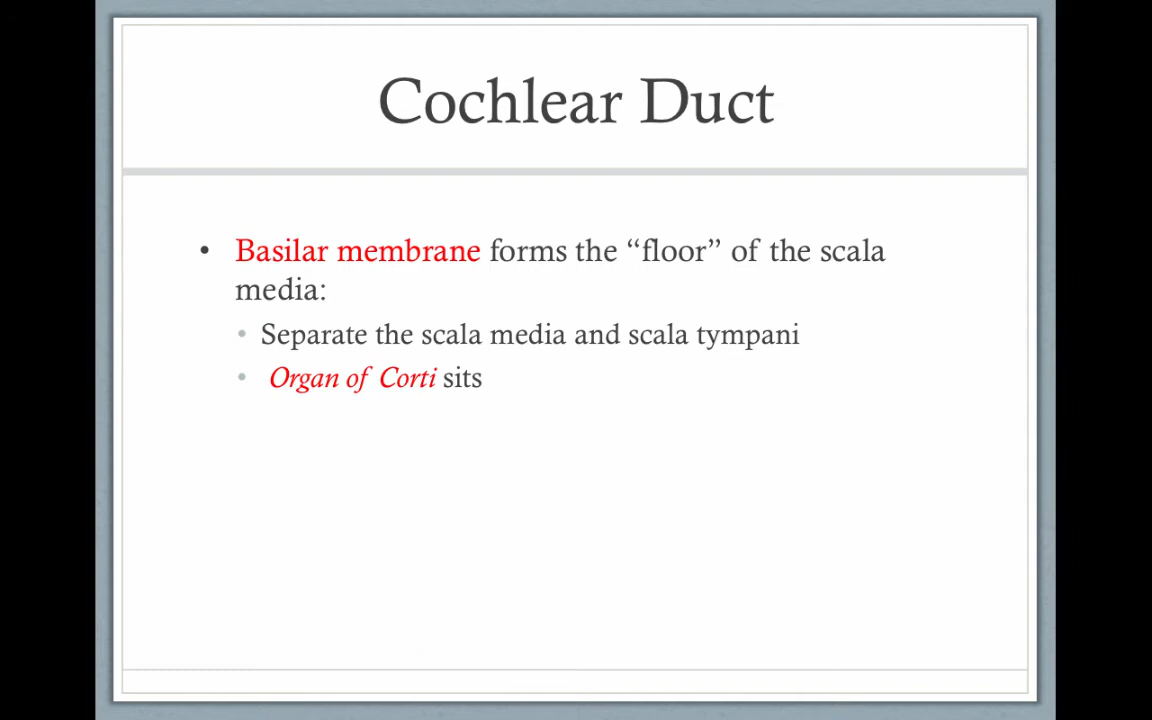 Cochlear Duct
• Basilar membrane forms the “floor” of the scala
media:
• Separate the scala media and scala tympani
• Organ of Corti sits